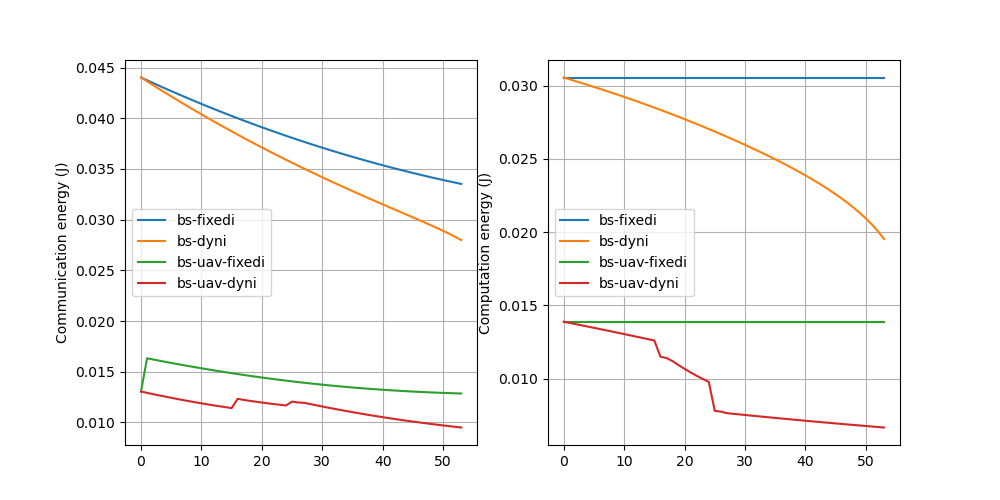 Communication energy (J)
0.045
0.040
0.035
0.030
0.025
0.020
0.015
0.010
bs-fixedi
bs-dyni
bs-uav-fixedi
bs-uav-dyni
0 10 20 30 40 50
Computation energy (J)
0.030
0.025
0.020
0.015
0.010
bs-fixedi
bs-dyni
bs-uav-fixedi
bs-uav-dyni
0 10 20 30 40 50